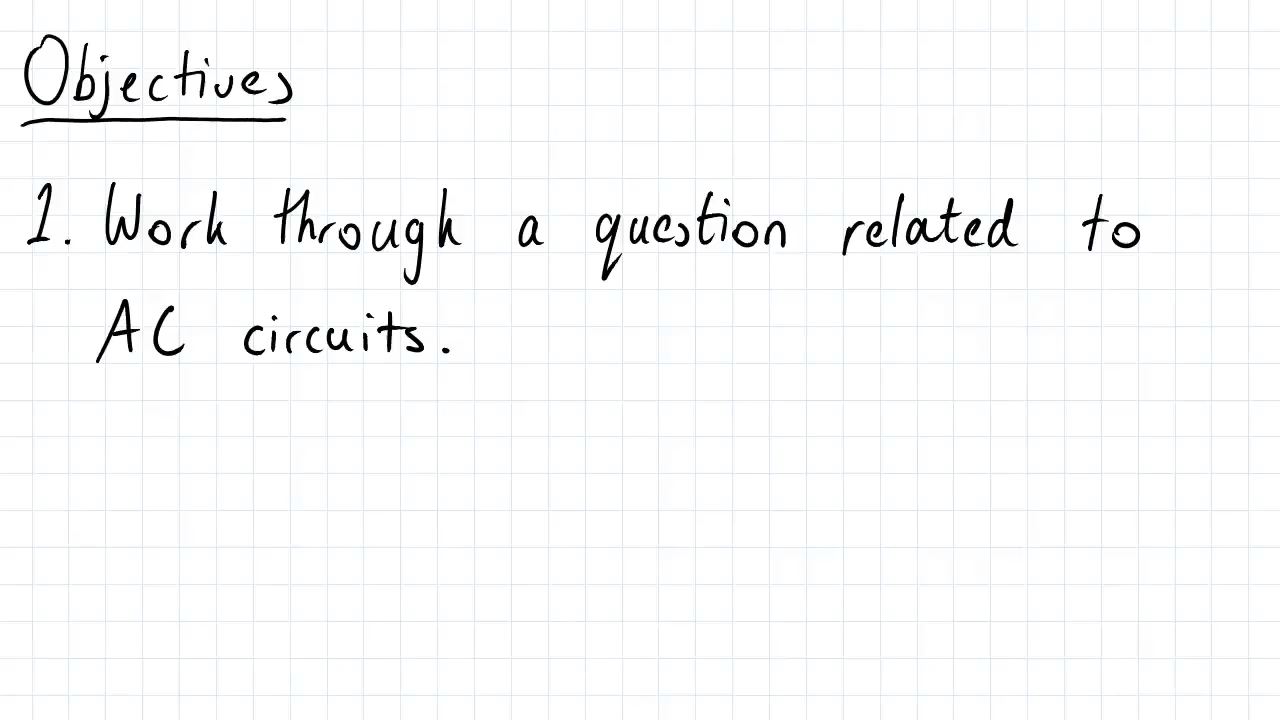 Objectives
1. Work through a question related to
AC circuits.